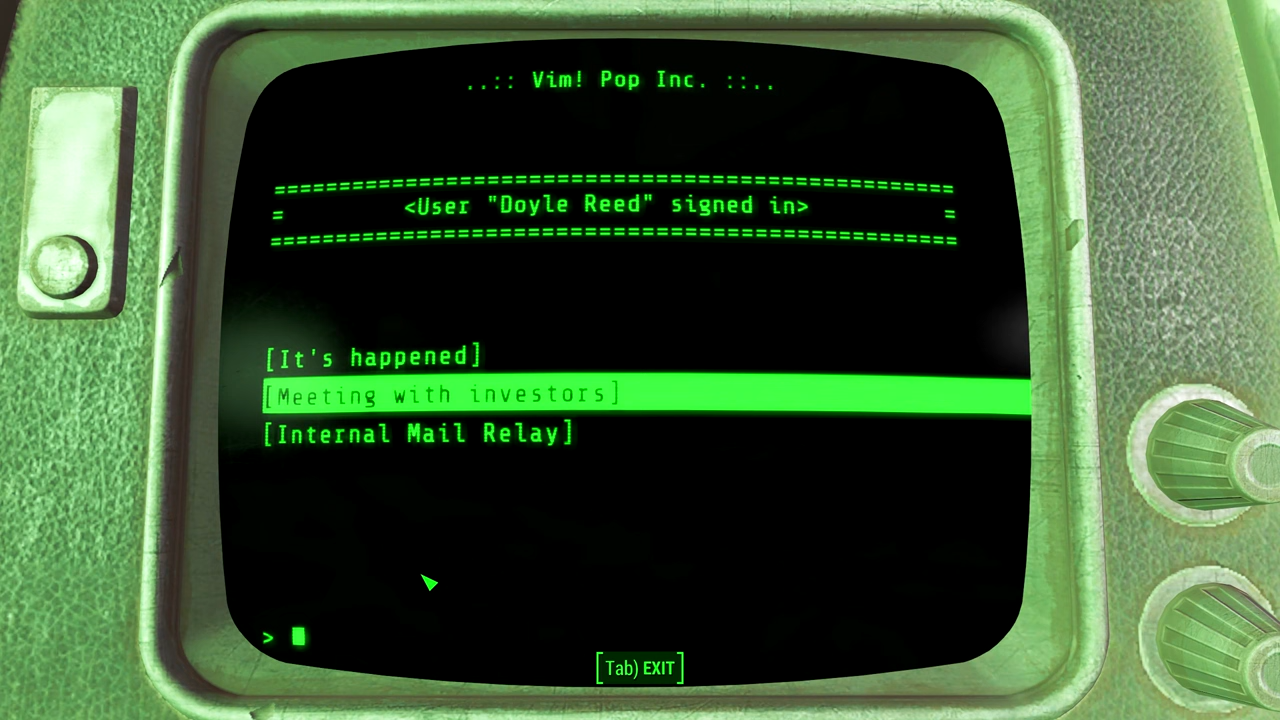 ..:: Vim! Pop Inc. ::..
====================================================
= <User "Doyle Reed" signed in> =
====================================================
[It's happened]
[Meeting with investors]
[Internal Mail Relay]
>
[Tab) EXIT]